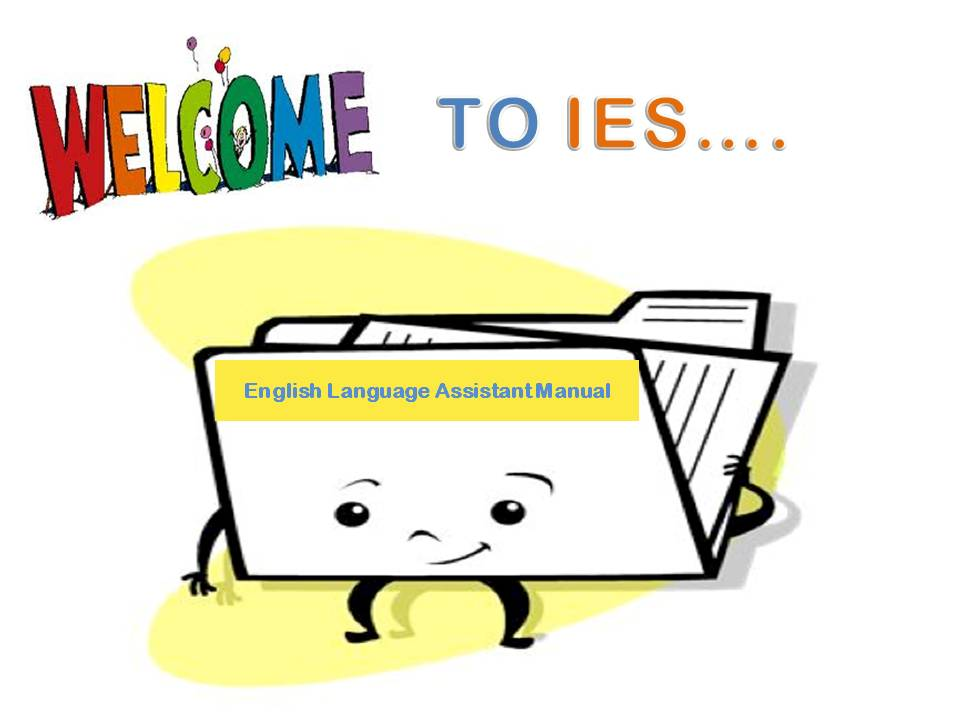 WELCOME TO IES....
English Language Assistant Manual